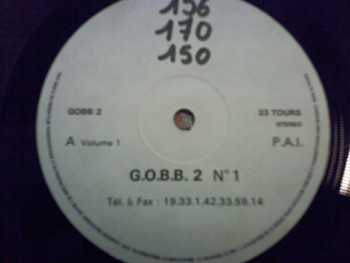 156
170
150
GOBB 2
33 TOURS
STEREO
A Volume 1
P.A.I.
G.O.B.B. 2 N° 1
Tél. & Fax : 19.33.1.42.33.59.14